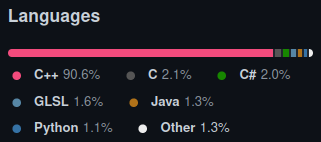 Languages
C++ 90.6% C 2.1% C# 2.0%
GLSL 1.6% Java 1.3%
Python 1.1% Other 1.3%